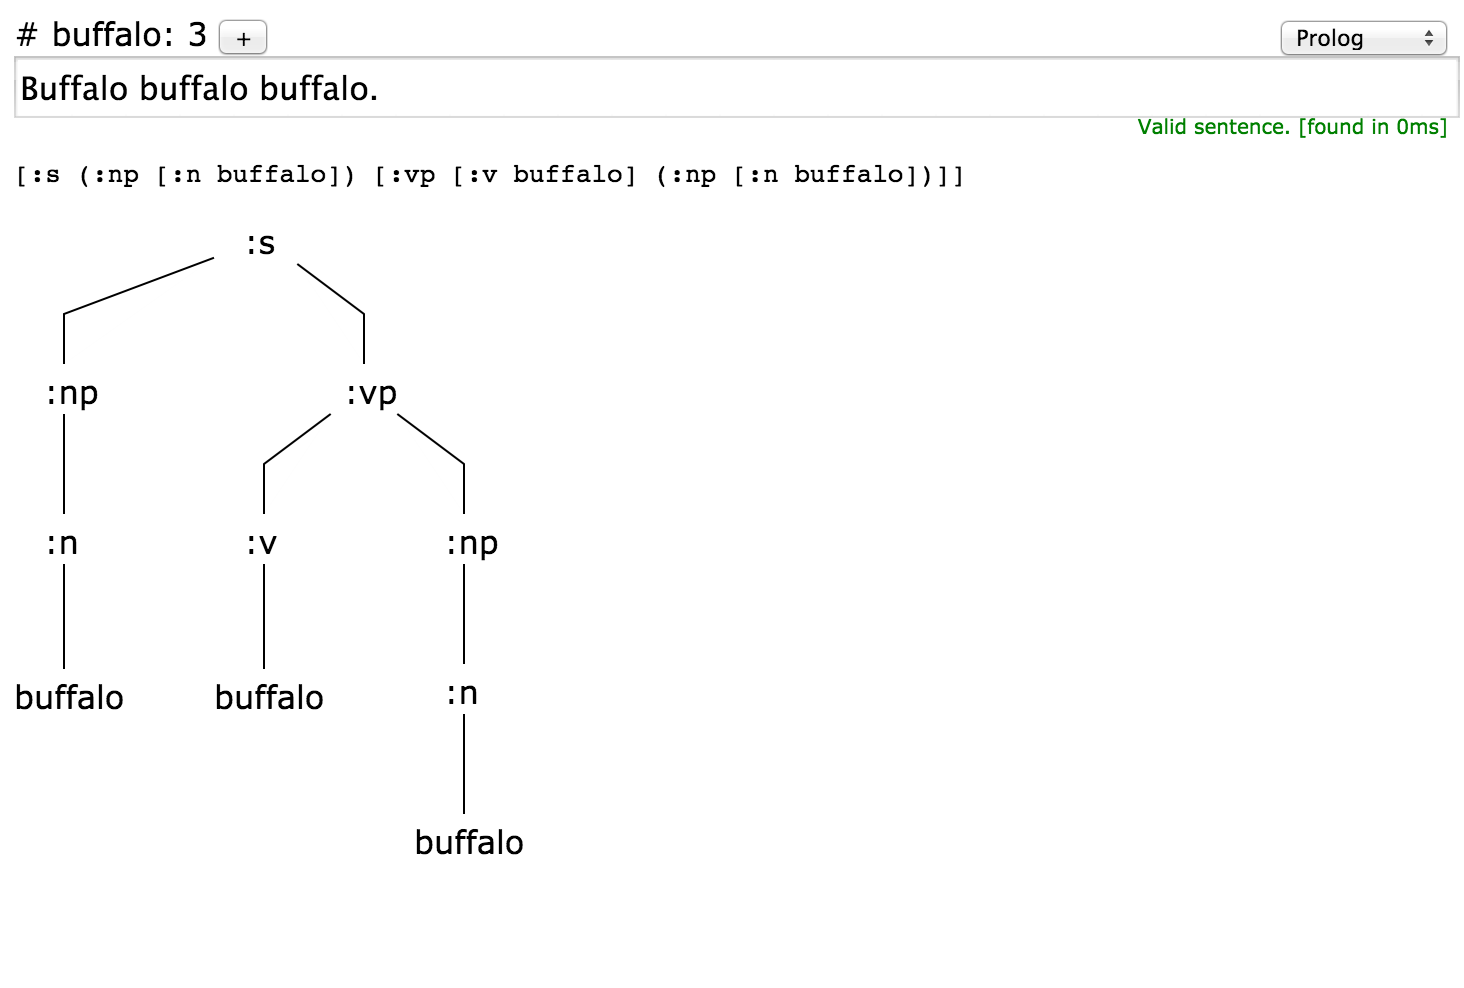 # buffalo: 3 +
Prolog
Buffalo buffalo buffalo.
Valid sentence. [found in 0ms]
[:s (:np [:n buffalo]) [:vp [:v buffalo] (:np [:n buffalo])]]
:s
:np :vp
:n :v :np
buffalo buffalo :n
buffalo